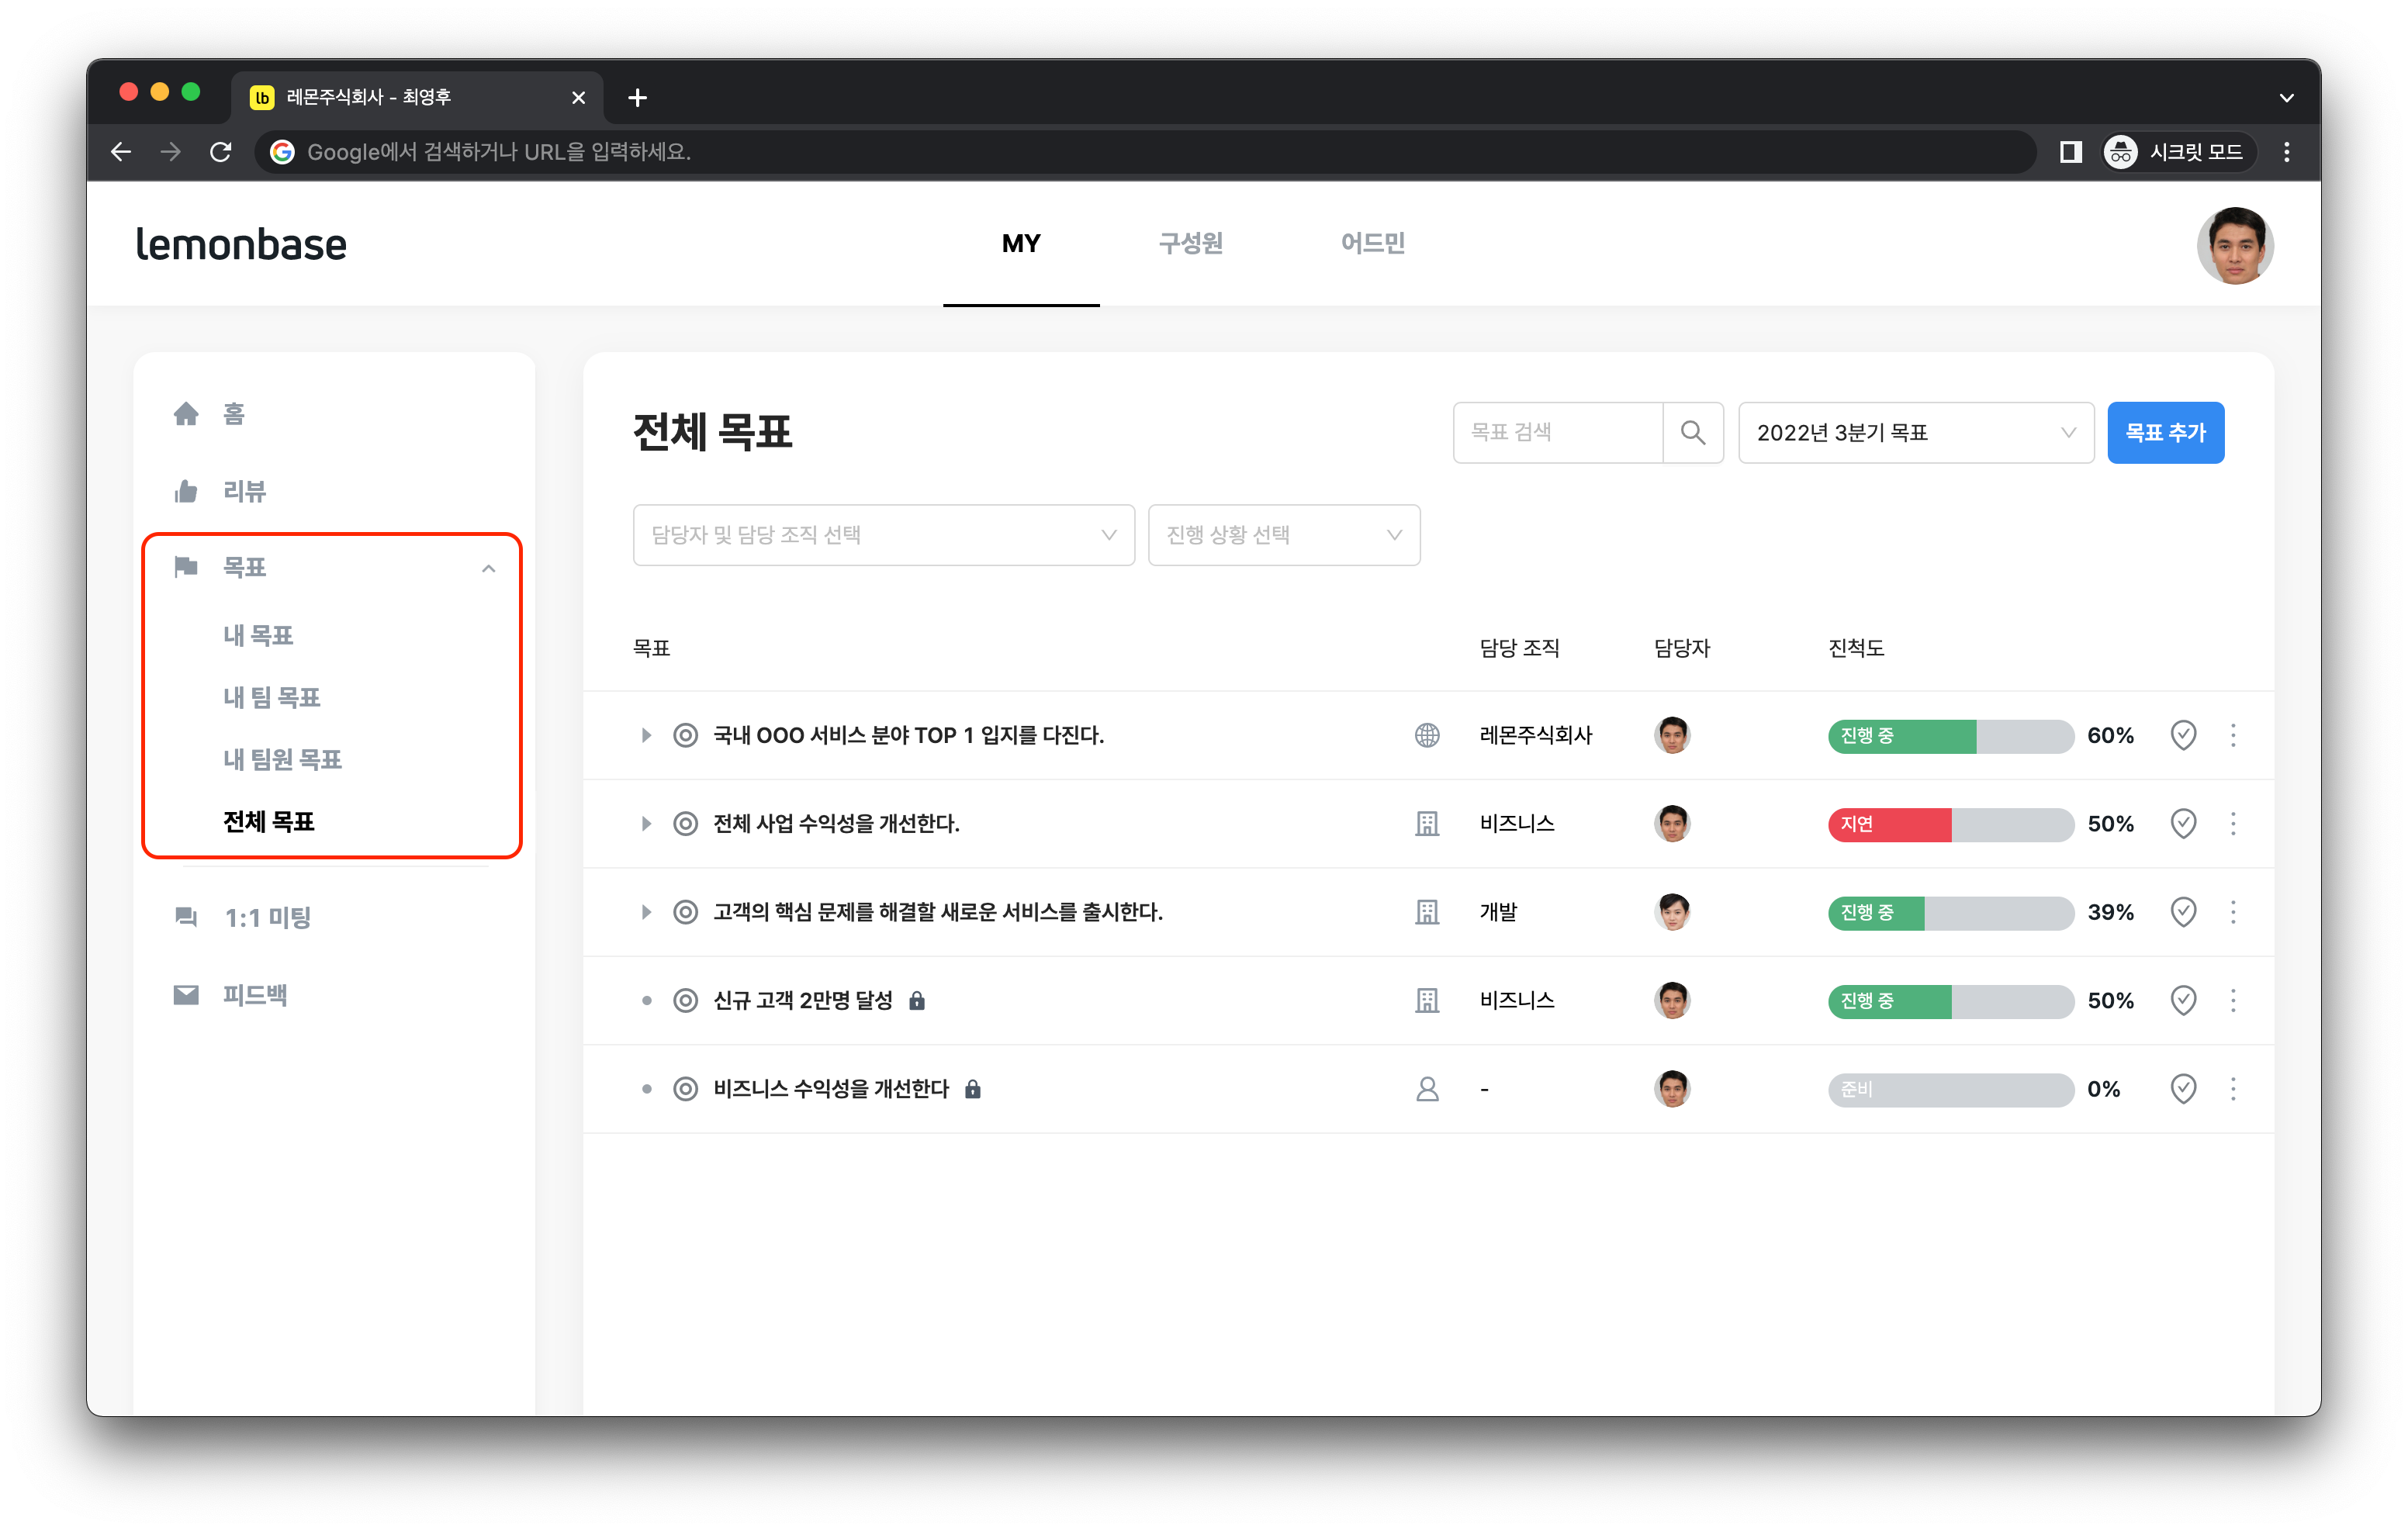 lb 레몬주식회사 - 최영후
Google에서 검색하거나 URL을 입력하세요.
시크릿 모드
lemonbase
MY
구성원
어드민
홈
리뷰
목표
내 목표
내 팀 목표
내 팀원 목표
전체 목표
1:1 미팅
피드백
전체 목표
목표 검색
2022년 3분기 목표
목표 추가
담당자 및 담당 조직 선택
진행 상황 선택
목표 담당 조직 담당자 진척도
국내 OOO 서비스 분야 TOP 1 입지를 다진다. 레몬주식회사 진행 중 60%
전체 사업 수익성을 개선한다. 비즈니스 지연 50%
고객의 핵심 문제를 해결할 새로운 서비스를 출시한다. 개발 진행 중 39%
신규 고객 2만명 달성 비즈니스 진행 중 50%
비즈니스 수익성을 개선한다 - 준비 0%